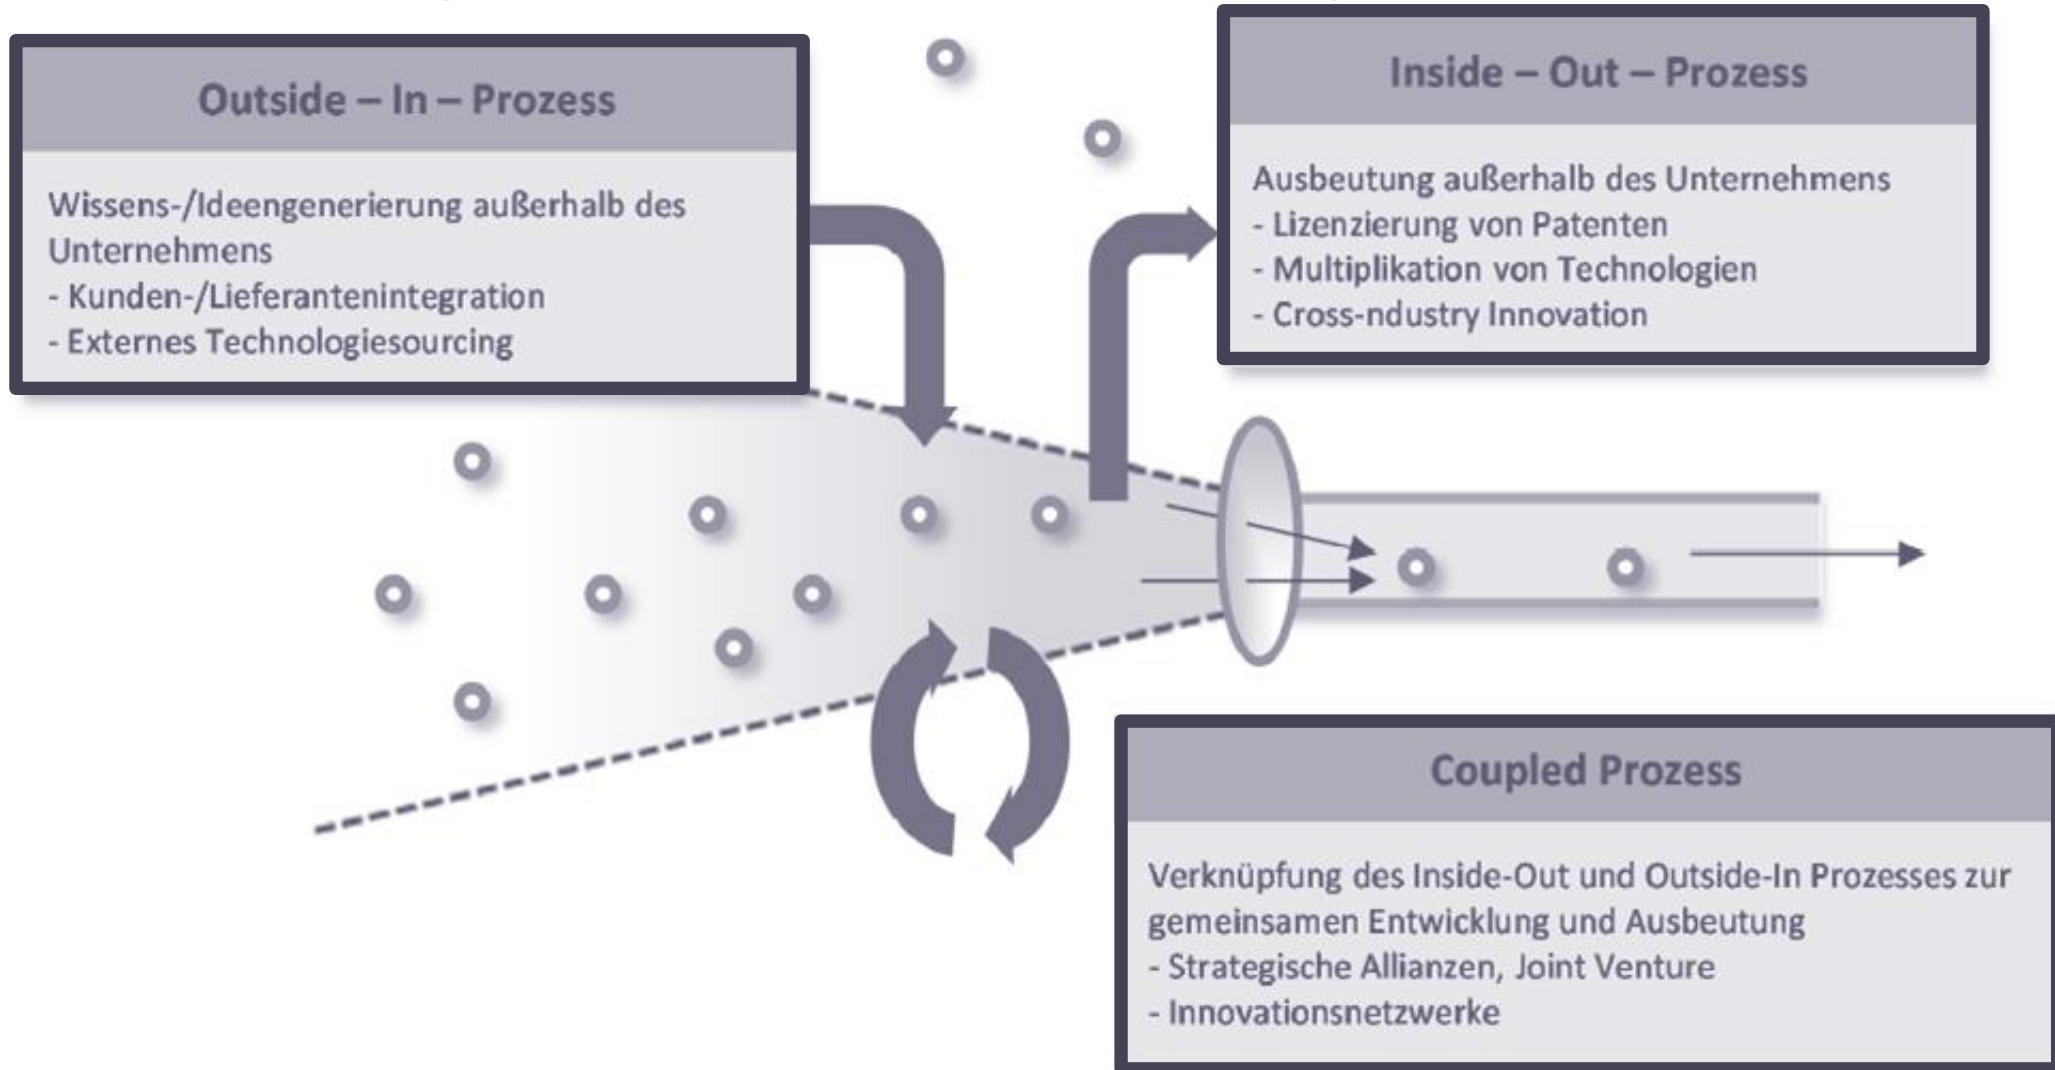 Outside – In – Prozess
Wissens-/Ideengenerierung außerhalb des
Unternehmens
- Kunden-/Lieferantenintegration
- Externes Technologiesourcing
Inside – Out – Prozess
Ausbeutung außerhalb des Unternehmens
- Lizenzierung von Patenten
- Multiplikation von Technologien
- Cross-ndustry Innovation
Coupled Prozess
Verknüpfung des Inside-Out und Outside-In Prozesses zur
gemeinsamen Entwicklung und Ausbeutung
- Strategische Allianzen, Joint Venture
- Innovationsnetzwerke